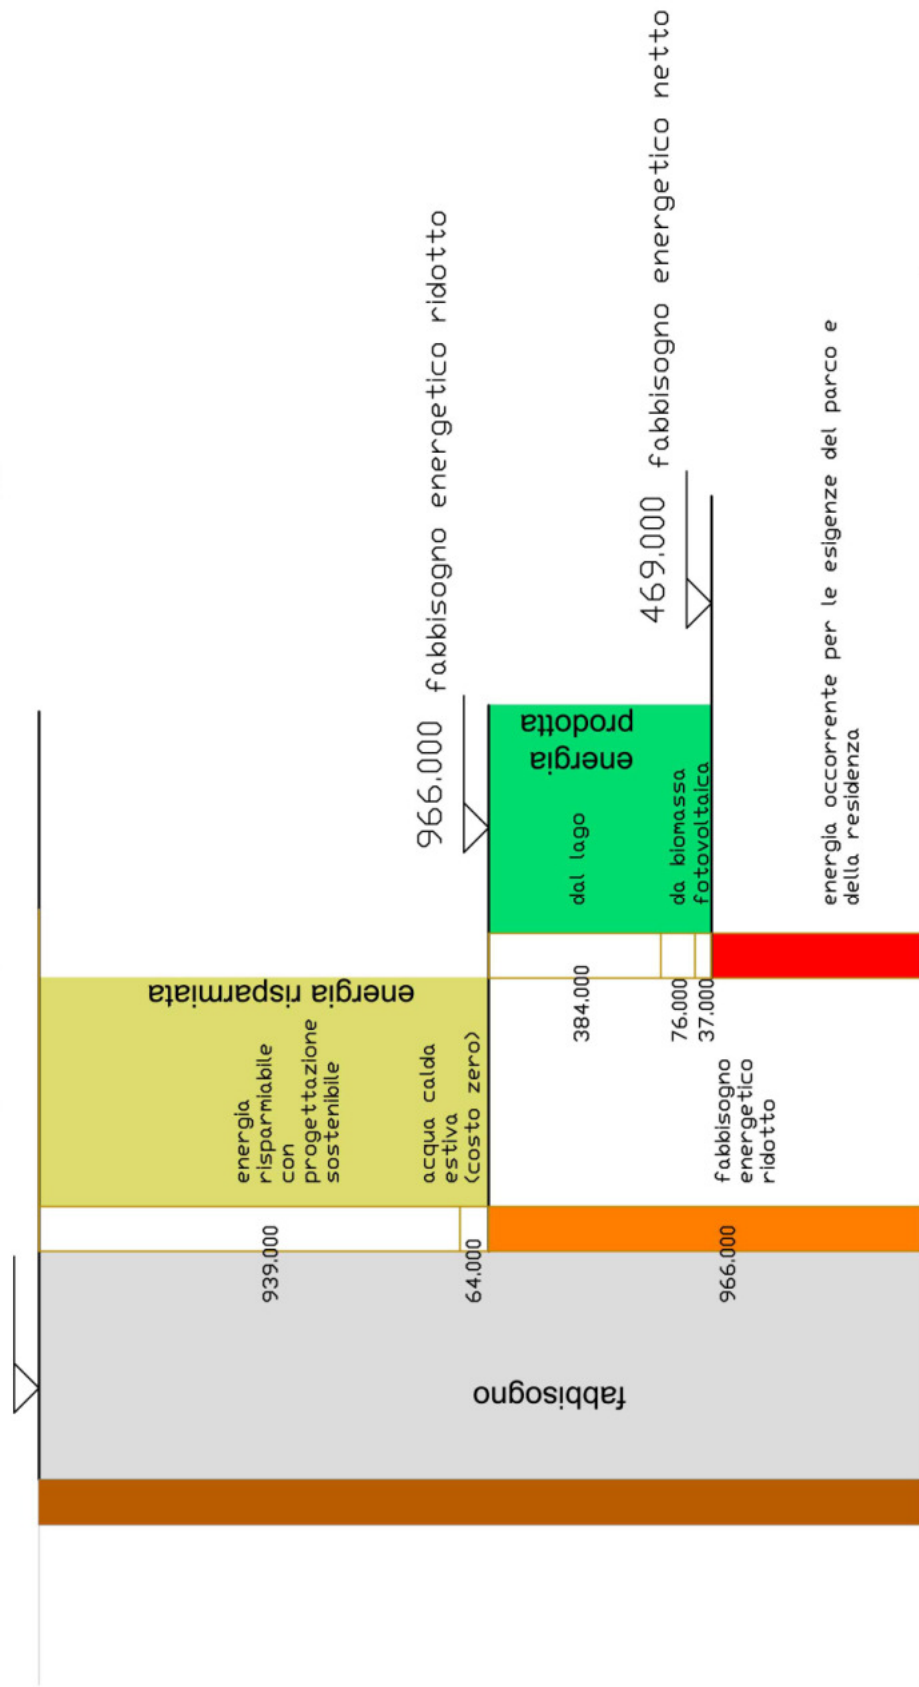 966.000 fabbisogno energetico ridotto
469.000 fabbisogno energetico netto
energia risparmiata
energia
risparmiabile
con
progettazione
sostenibile
acqua calda
estiva
(costo zero)
939.000
64.000
966.000
fabbisogno
energia
prodotta
dal lago
da biomassa
fotovoltaica
384.000
76.000
37.000
fabbisogno
energetico
ridotto
energia occorrente per le esigenze del parco e
della residenza